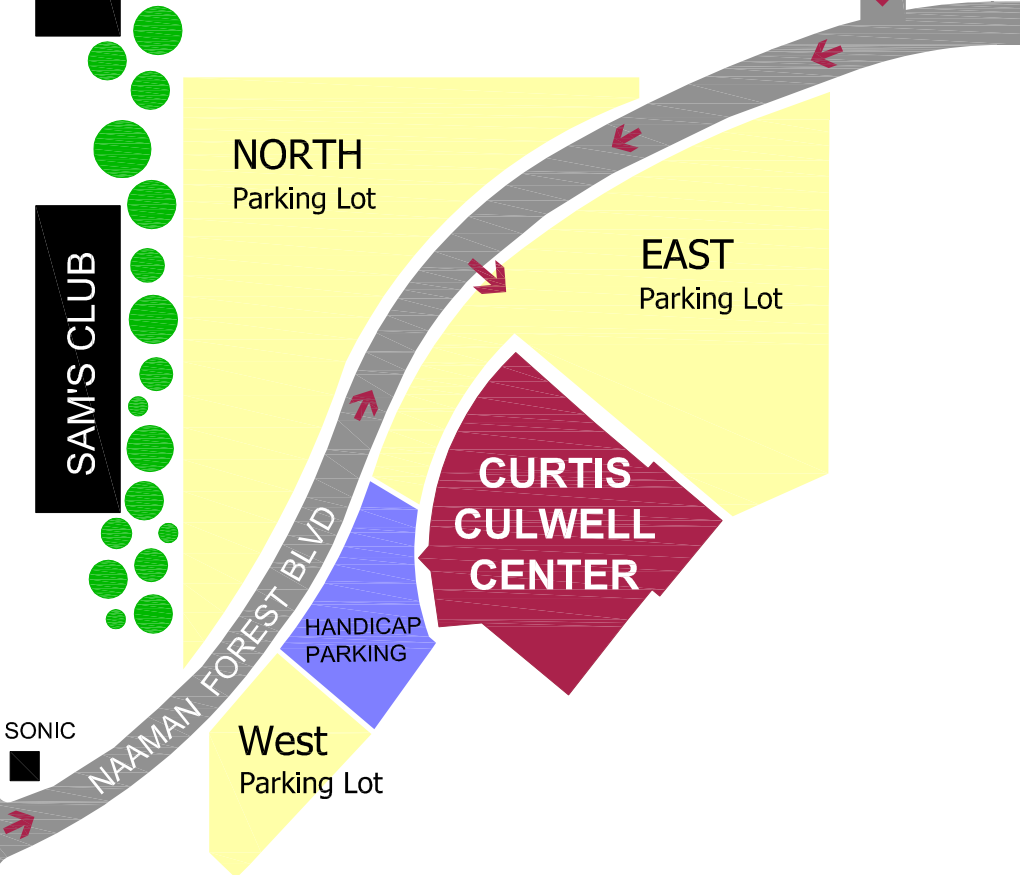 NORTH
Parking Lot
EAST
Parking Lot
SAM'S CLUB
CURTIS
CULWELL
CENTER
NAAMAN FOREST BLVD
HANDICAP
PARKING
SONIC
West
Parking Lot